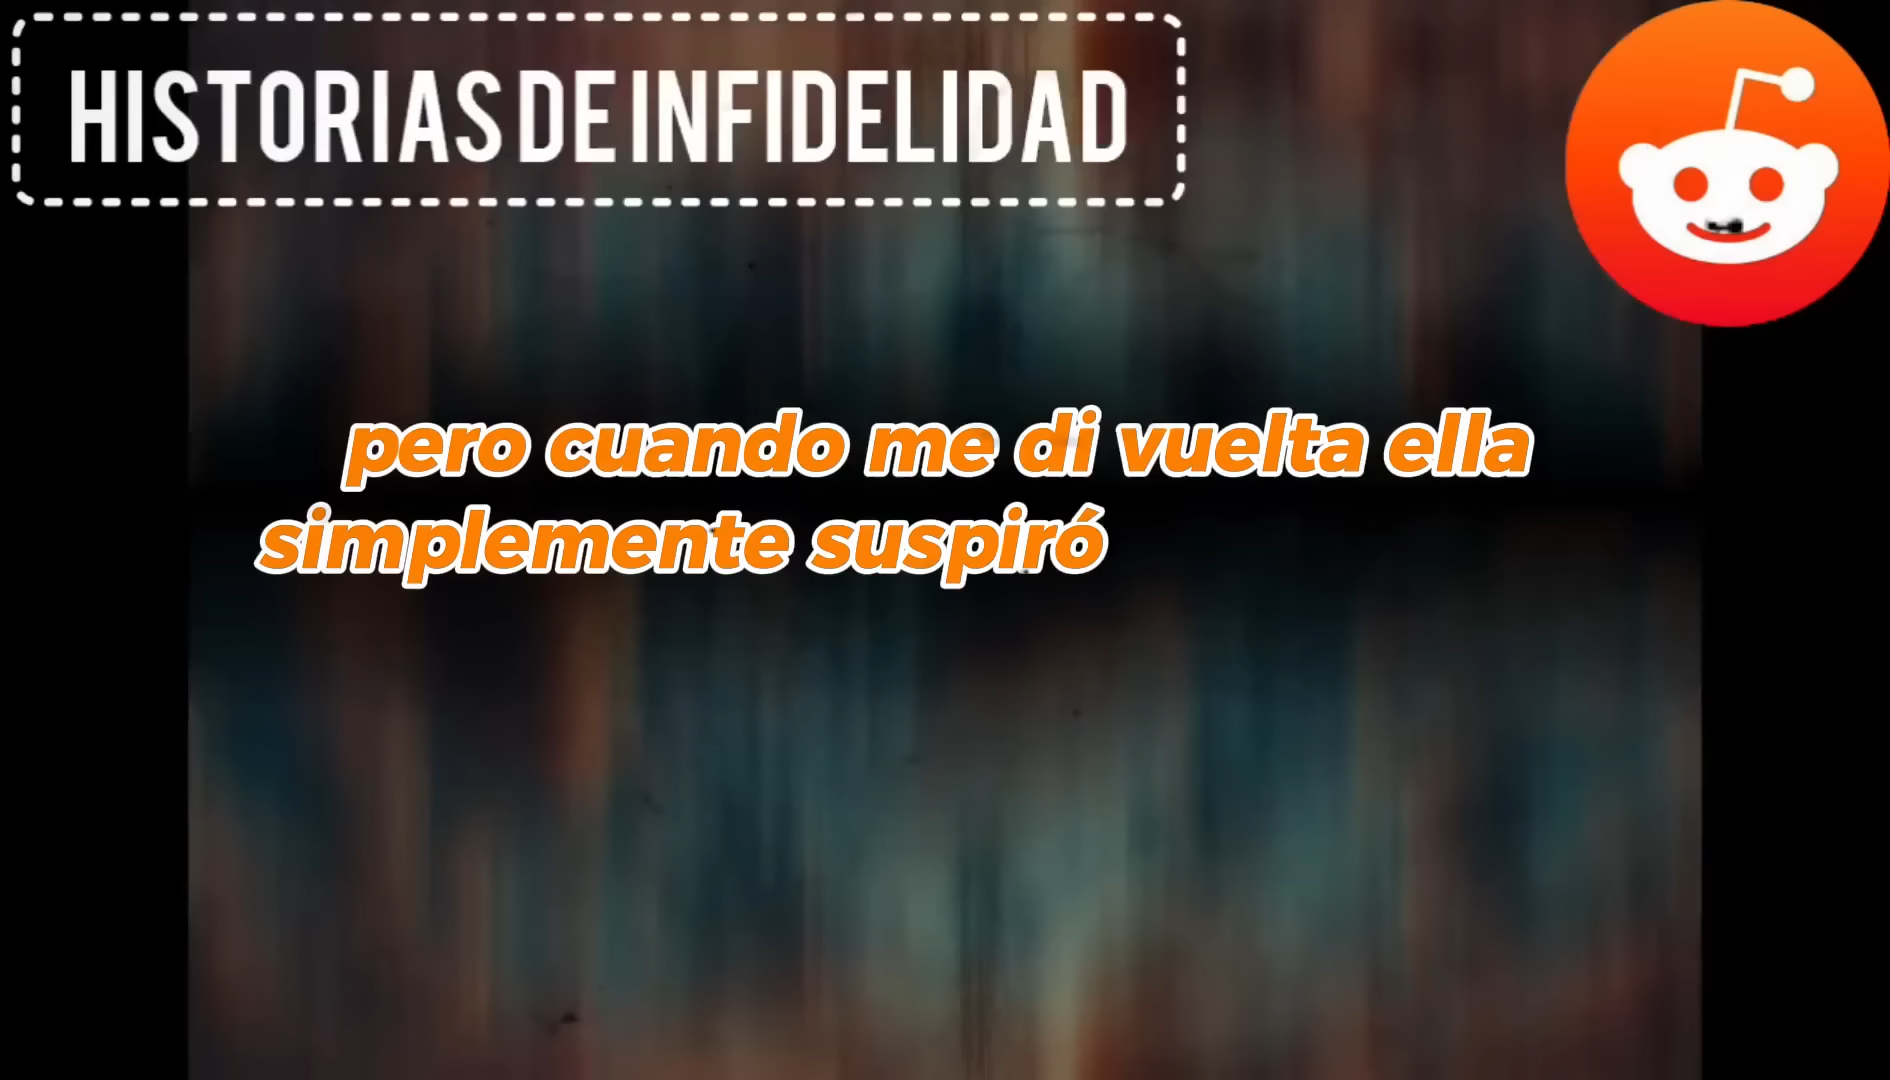 HISTORIAS DE INFIDELIDAD
pero cuando me di vuelta ella
simplemente suspiró